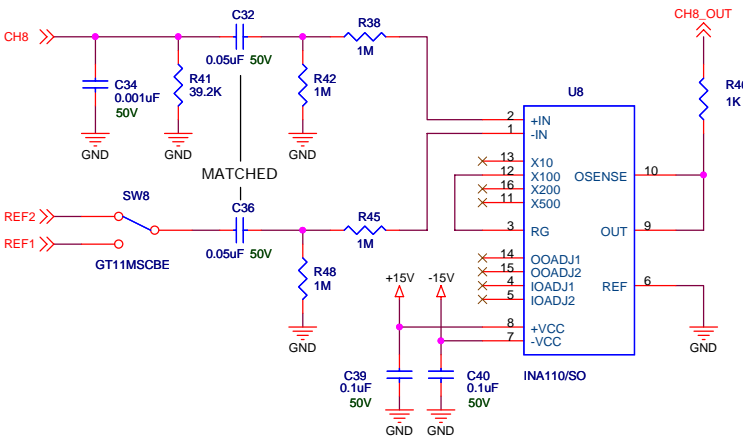 CH8
C32
0.05uF 50V
R38
1M
CH8_OUT
C34
0.001uF
50V
R41
39.2K
R42
1M
GND
GND
GND
MATCHED
SW8
REF2
REF1
GT11MSCBE
C36
0.05uF 50V
R45
1M
R48
1M
GND
U8
2 +IN
1 -IN
13 X10
12 X100
16 X200
11 X500
3 RG
14 OOADJ1
15 OOADJ2
4 IOADJ1
5 IOADJ2
8 +VCC
7 -VCC
OSENSE 10
OUT 9
REF 6
INA110/SO
1K
GND
+15V
-15V
C39
0.1uF
50V
C40
0.1uF
50V
GND
GND